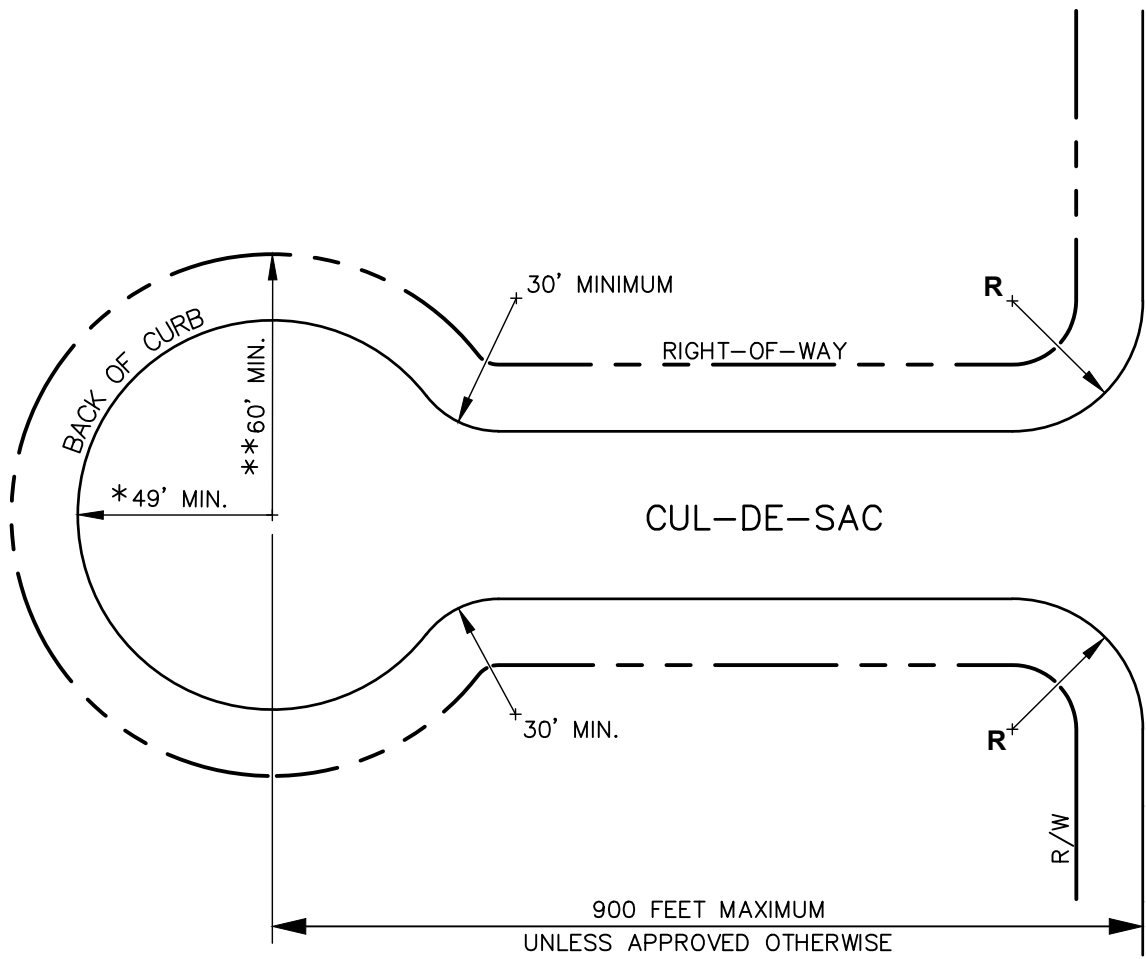 30' MINIMUM
R
BACK OF CURB
**60' MIN.
RIGHT-OF-WAY
*49' MIN.
CUL-DE-SAC
30' MIN.
R
R/W
900 FEET MAXIMUM
UNLESS APPROVED OTHERWISE